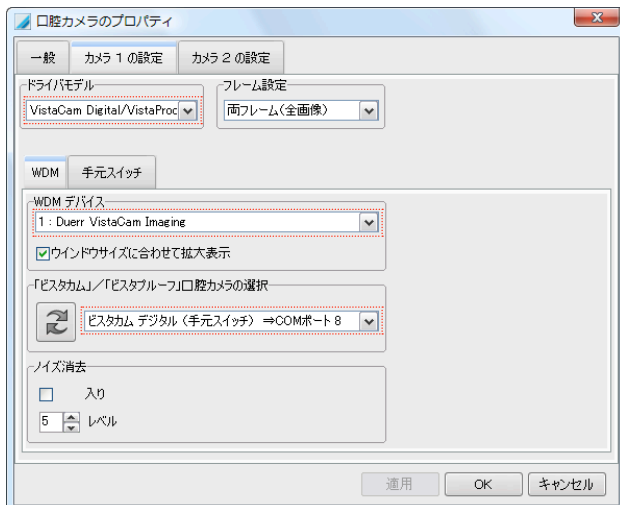 口腔カメラのプロパティ
一般 カメラ 1 の設定 カメラ 2 の設定
ドライバモデル フレーム設定
VistaCam Digital/VistaProc 両フレーム(全画像)
WDM 手元スイッチ
WDM デバイス
1 : Duerr VistaCam Imaging
ウインドウサイズに合わせて拡大表示
「ビスタカム」/「ビスタプルーフ」口腔カメラの選択
ビスタカム デジタル (手元スイッチ) ⇒COMポート 8
ノイズ消去
入り
5 レベル
適用 OK キャンセル